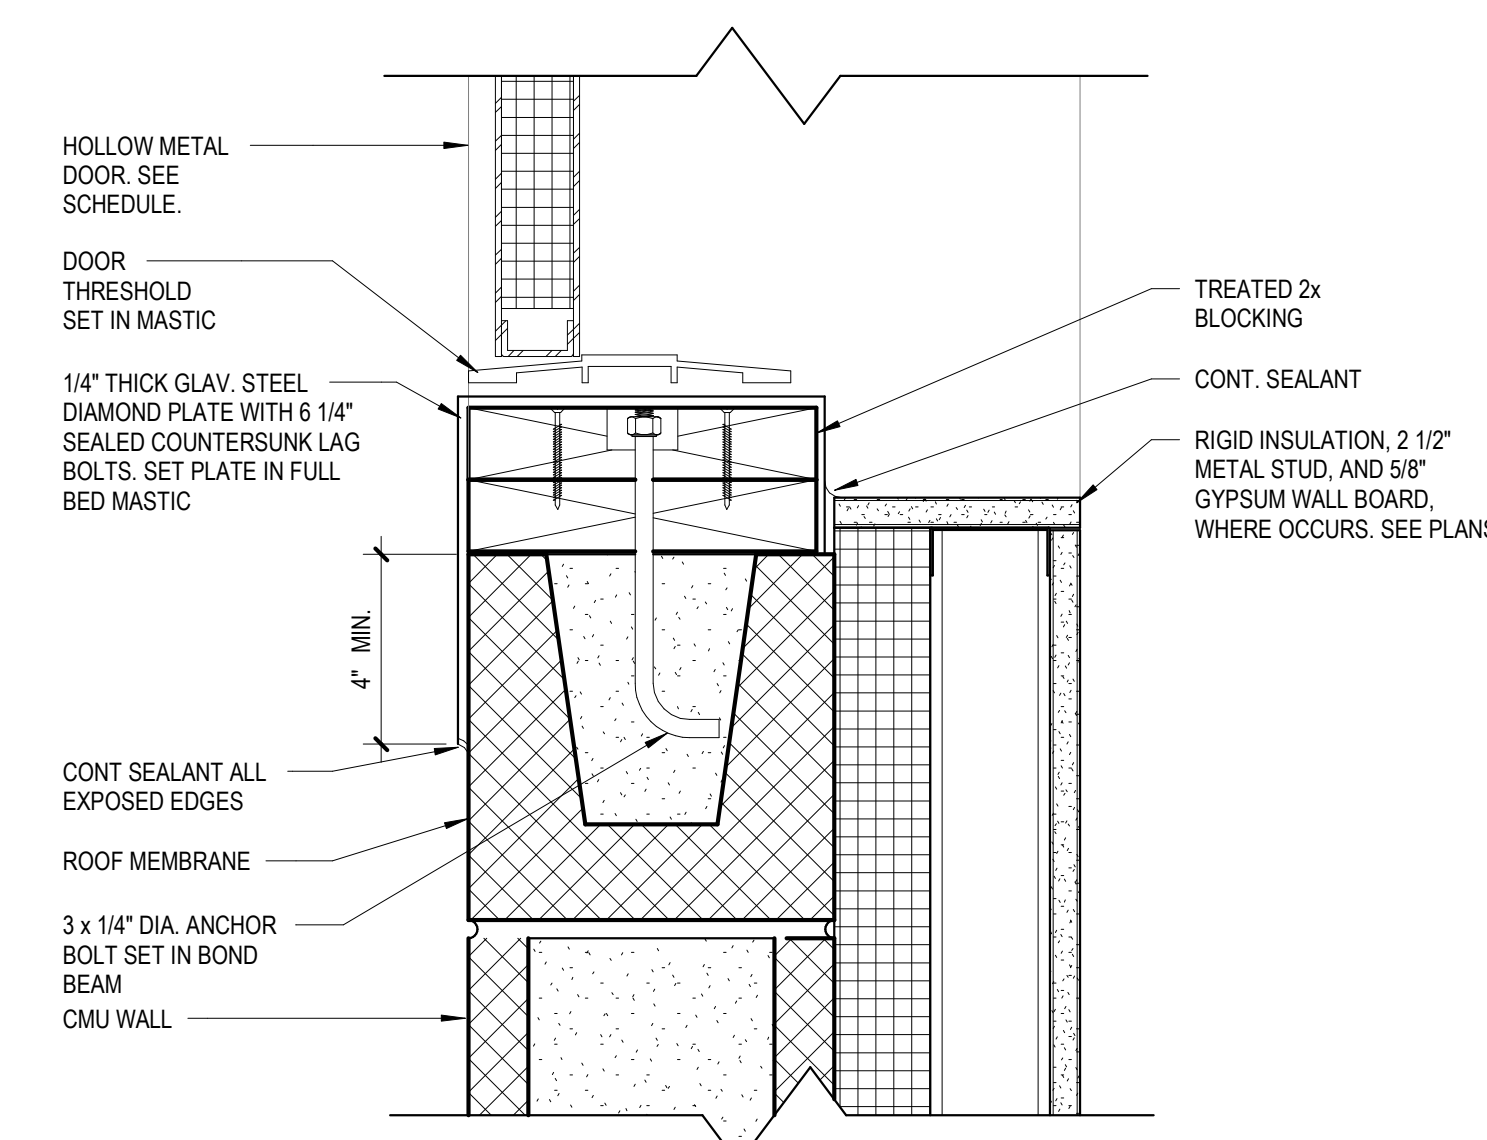 HOLLOW METAL
DOOR. SEE
SCHEDULE.
DOOR
THRESHOLD
SET IN MASTIC
1/4" THICK GLAV. STEEL
DIAMOND PLATE WITH 6 1/4"
SEALED COUNTERSUNK LAG
BOLTS. SET PLATE IN FULL
BED MASTIC
4" MIN.
CONT SEALANT ALL
EXPOSED EDGES
ROOF MEMBRANE
3 x 1/4" DIA. ANCHOR
BOLT SET IN BOND
BEAM
CMU WALL
TREATED 2x
BLOCKING
CONT. SEALANT
RIGID INSULATION, 2 1/2"
METAL STUD, AND 5/8"
GYPSUM WALL BOARD,
WHERE OCCURS. SEE PLANS